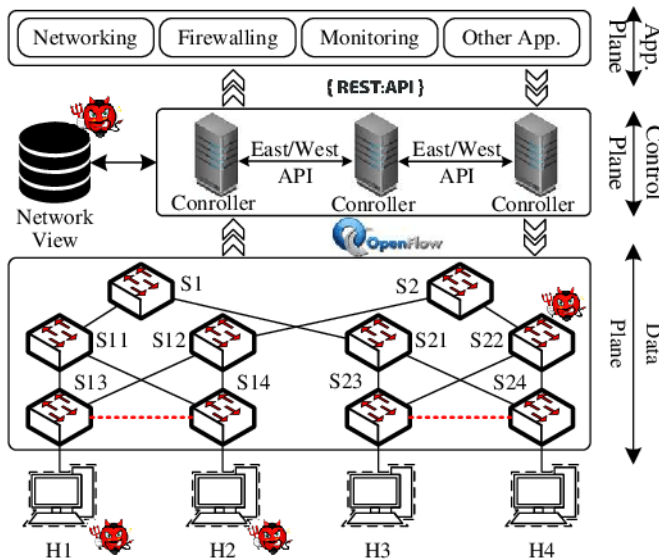 Networking Firewalling Monitoring Other App.
App. Plane
{ REST:API }
East/West API East/West API
Conroller Conroller Conroller
Control Plane
Network View
OpenFlow
S1 S2
S11 S12 S21 S22
S13 S14 S23 S24
Data Plane
H1 H2 H3 H4